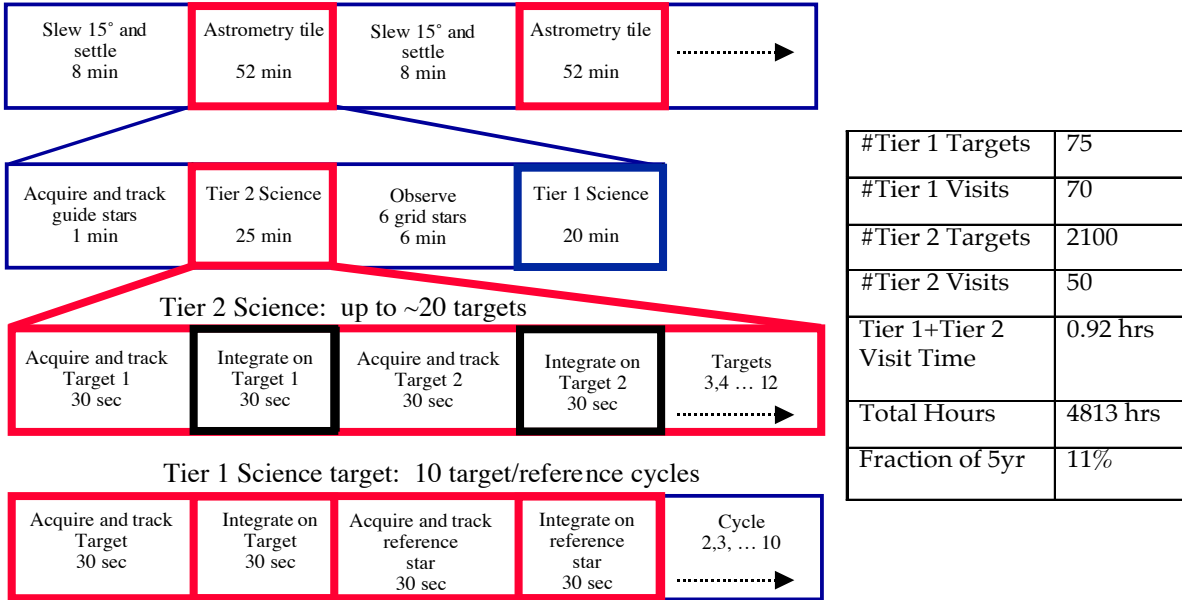 Slew 15° and
settle
8 min
Astrometry tile
52 min
Slew 15° and
settle
8 min
Astrometry tile
52 min
Acquire and track
guide stars
1 min
Tier 2 Science
25 min
Observe
6 grid stars
6 min
Tier 1 Science
20 min
Tier 2 Science: up to ~20 targets
Acquire and track
Target 1
30 sec
Integrate on
Target 1
30 sec
Acquire and track
Target 2
30 sec
Integrate on
Target 2
30 sec
Targets
3,4 … 12
Tier 1 Science target: 10 target/reference cycles
Acquire and track
Target
30 sec
Integrate on
Target
30 sec
Acquire and track
reference
star
30 sec
Integrate on
reference
star
30 sec
Cycle
2,3, … 10
#Tier 1 Targets 75
#Tier 1 Visits 70
#Tier 2 Targets 2100
#Tier 2 Visits 50
Tier 1+Tier 2 0.92 hrs
Visit Time
Total Hours 4813 hrs
Fraction of 5yr 11%